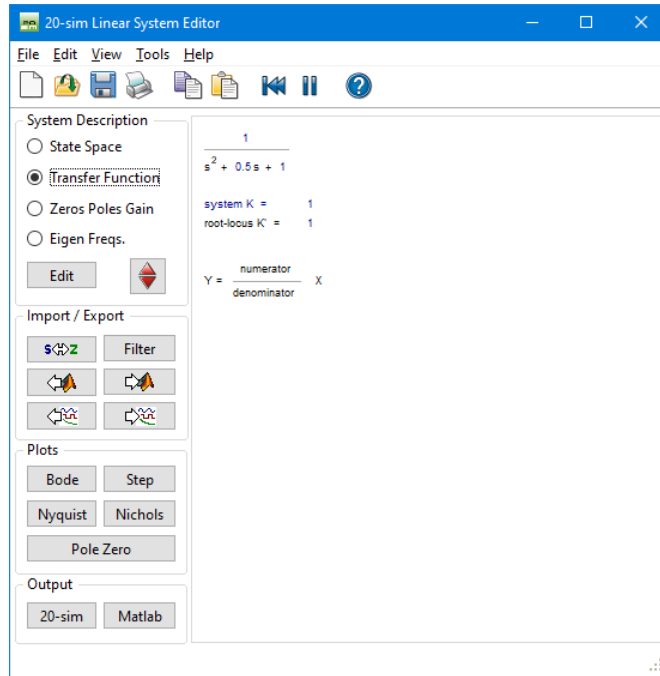 20-sim Linear System Editor
File Edit View Tools Help
System Description
State Space
Transfer Function
Zeros Poles Gain
Eigen Freqs.
Edit
Import / Export
s⇔z Filter
Plots
Bode Step
Nyquist Nichols
Pole Zero
Output
20-sim Matlab
1
s² + 0.5 s + 1
system K = 1
root-locus K' = 1
numerator
Y = X
denominator